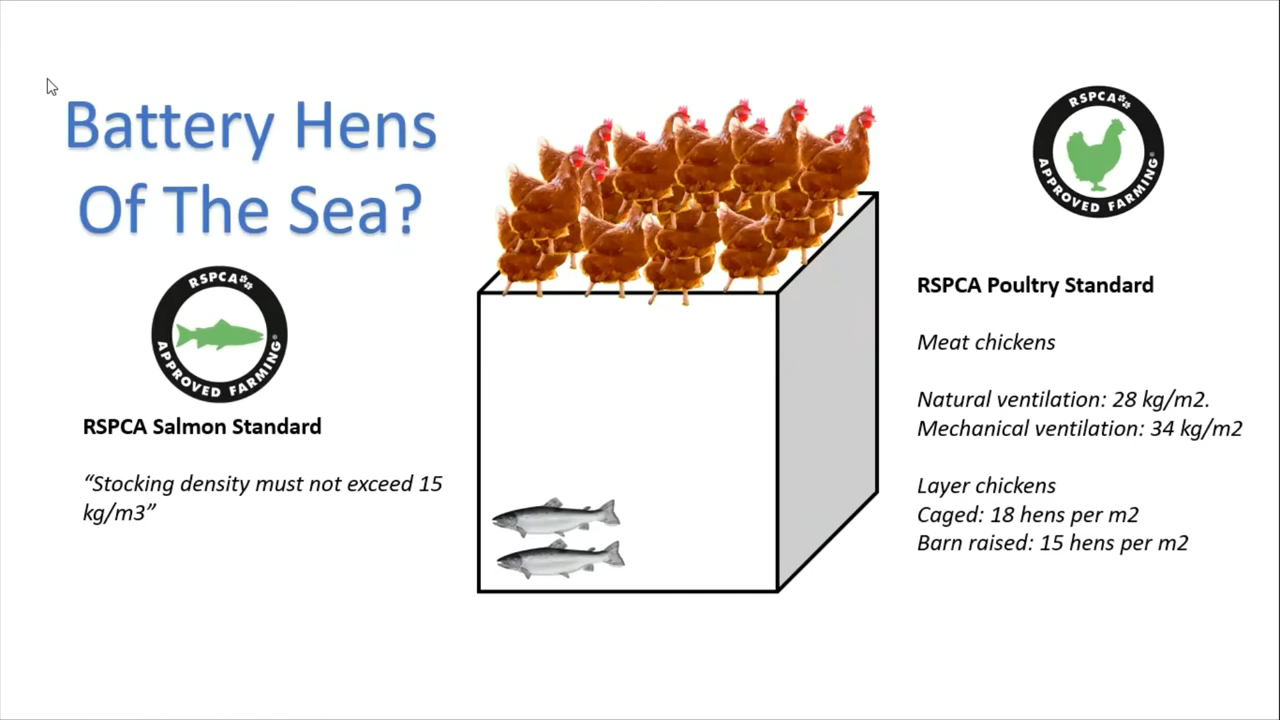 Battery Hens
Of The Sea?
RSPCA
APPROVED FARMING
RSPCA Salmon Standard
“Stocking density must not exceed 15
kg/m3”
RSPCA
APPROVED FARMING
RSPCA Poultry Standard
Meat chickens
Natural ventilation: 28 kg/m2.
Mechanical ventilation: 34 kg/m2
Layer chickens
Caged: 18 hens per m2
Barn raised: 15 hens per m2